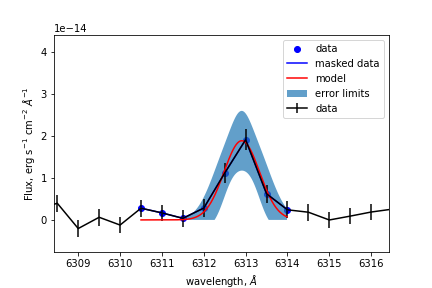 1e−14
4
3
2
1
0
Flux, erg s⁻¹ cm⁻² Å⁻¹
6309 6310 6311 6312 6313 6314 6315 6316
wavelength, Å
data
masked data
model
error limits
data